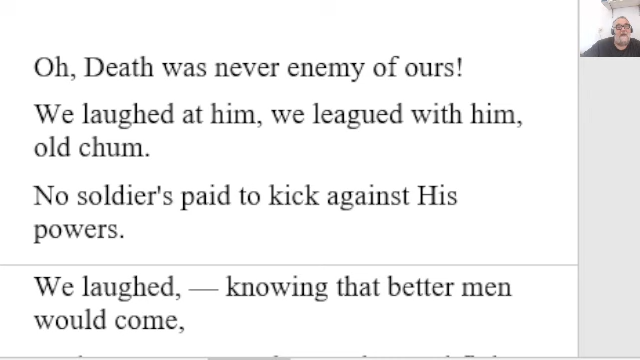 Oh, Death was never enemy of ours!
We laughed at him, we leagued with him,
old chum.
No soldier's paid to kick against His
powers.
We laughed, — knowing that better men
would come,